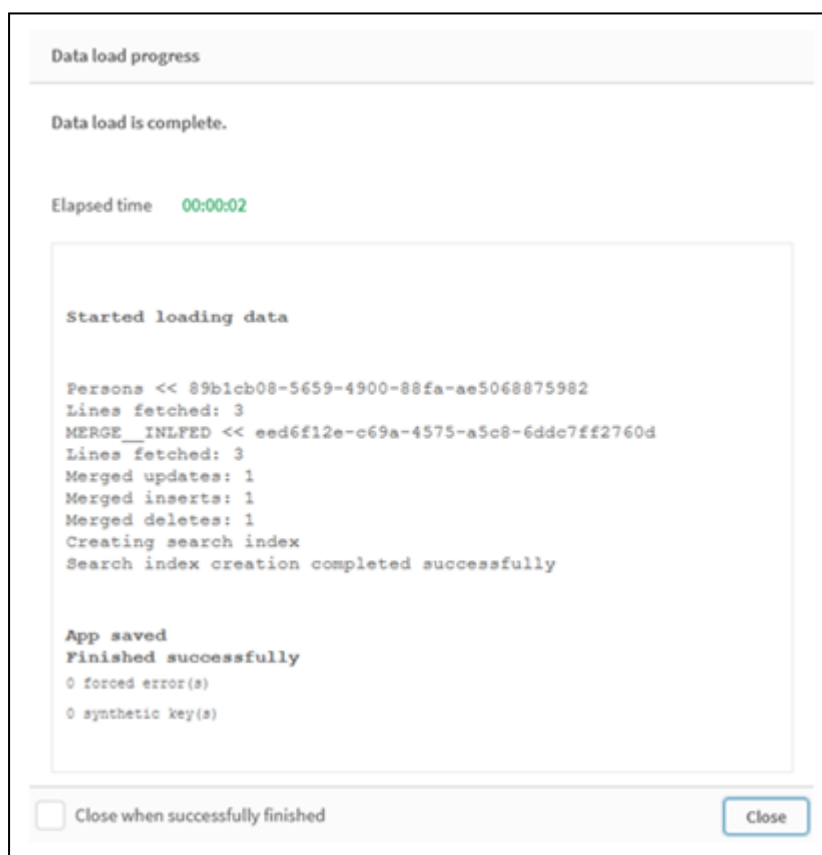 Data load progress
Data load is complete.
Elapsed time 00:00:02
Started loading data
Persons << 89b1cb08-5659-4900-88fa-ae5068875982
Lines fetched: 3
MERGE__INLFED << eed6f12e-c69a-4575-a5c8-6ddc7ff2760d
Lines fetched: 3
Merged updates: 1
Merged inserts: 1
Merged deletes: 1
Creating search index
Search index creation completed successfully
App saved
Finished successfully
0 forced error(s)
0 synthetic key(s)
Close when successfully finished Close